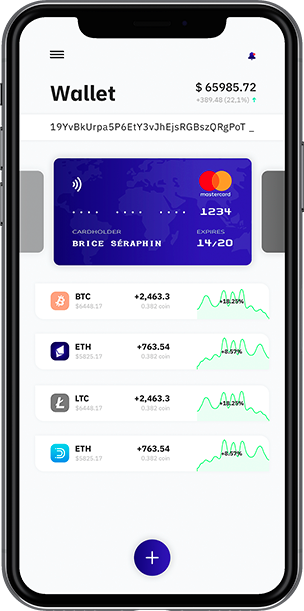 Wallet
$ 65985.72
+389.48 (22,1%) ↑
19YvBkUrpa5P6EtY3vJhEjsRGBszQRgPoT _
mastercard
**** **** **** 1234
CARDHOLDER EXPIRES
BRICE SÉRAPHIN 14/20
BTC +2,463.3 +18.25%
$6448.17 0.382 coin
ETH +763.54 +8.57%
$5825.17 0.382 coin
LTC +2,463.3 +18.25%
$6448.17 0.382 coin
ETH +763.54 +8.57%
$5825.17 0.382 coin